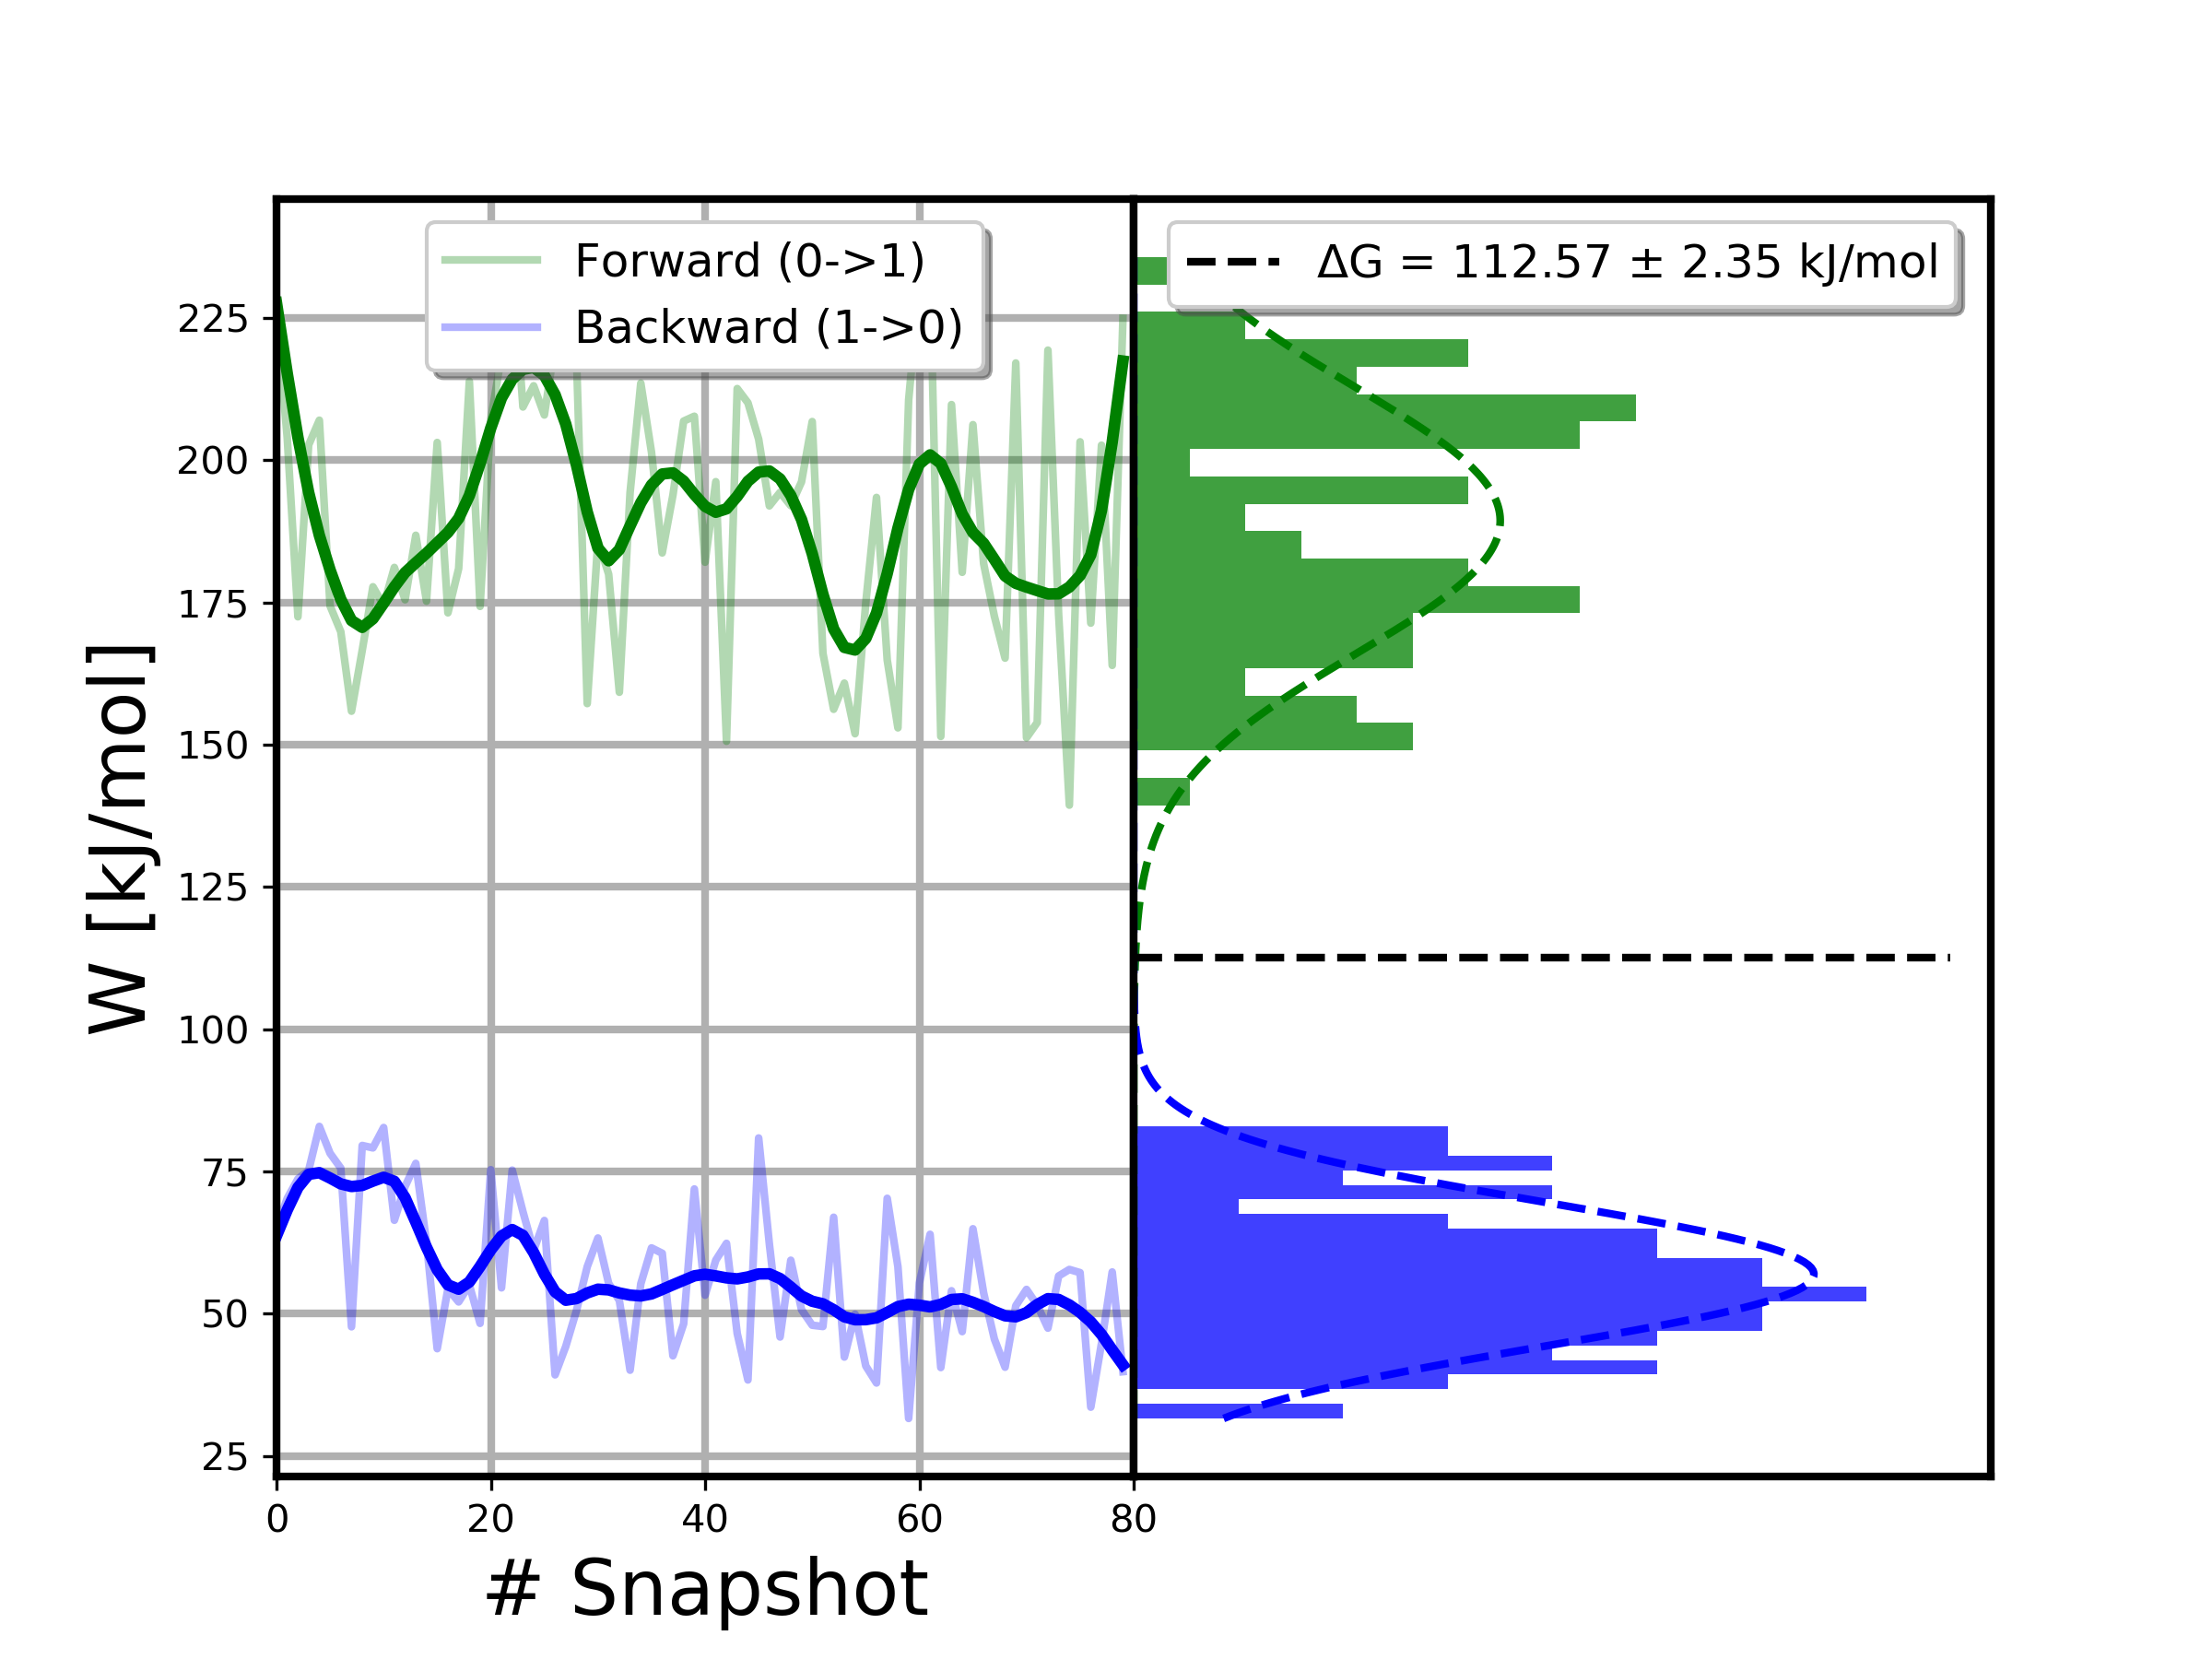 Forward (0->1)
Backward (1->0)
ΔG = 112.57 ± 2.35 kJ/mol
W [kJ/mol]
225
200
175
150
125
100
75
50
25
0 20 40 60 80
# Snapshot